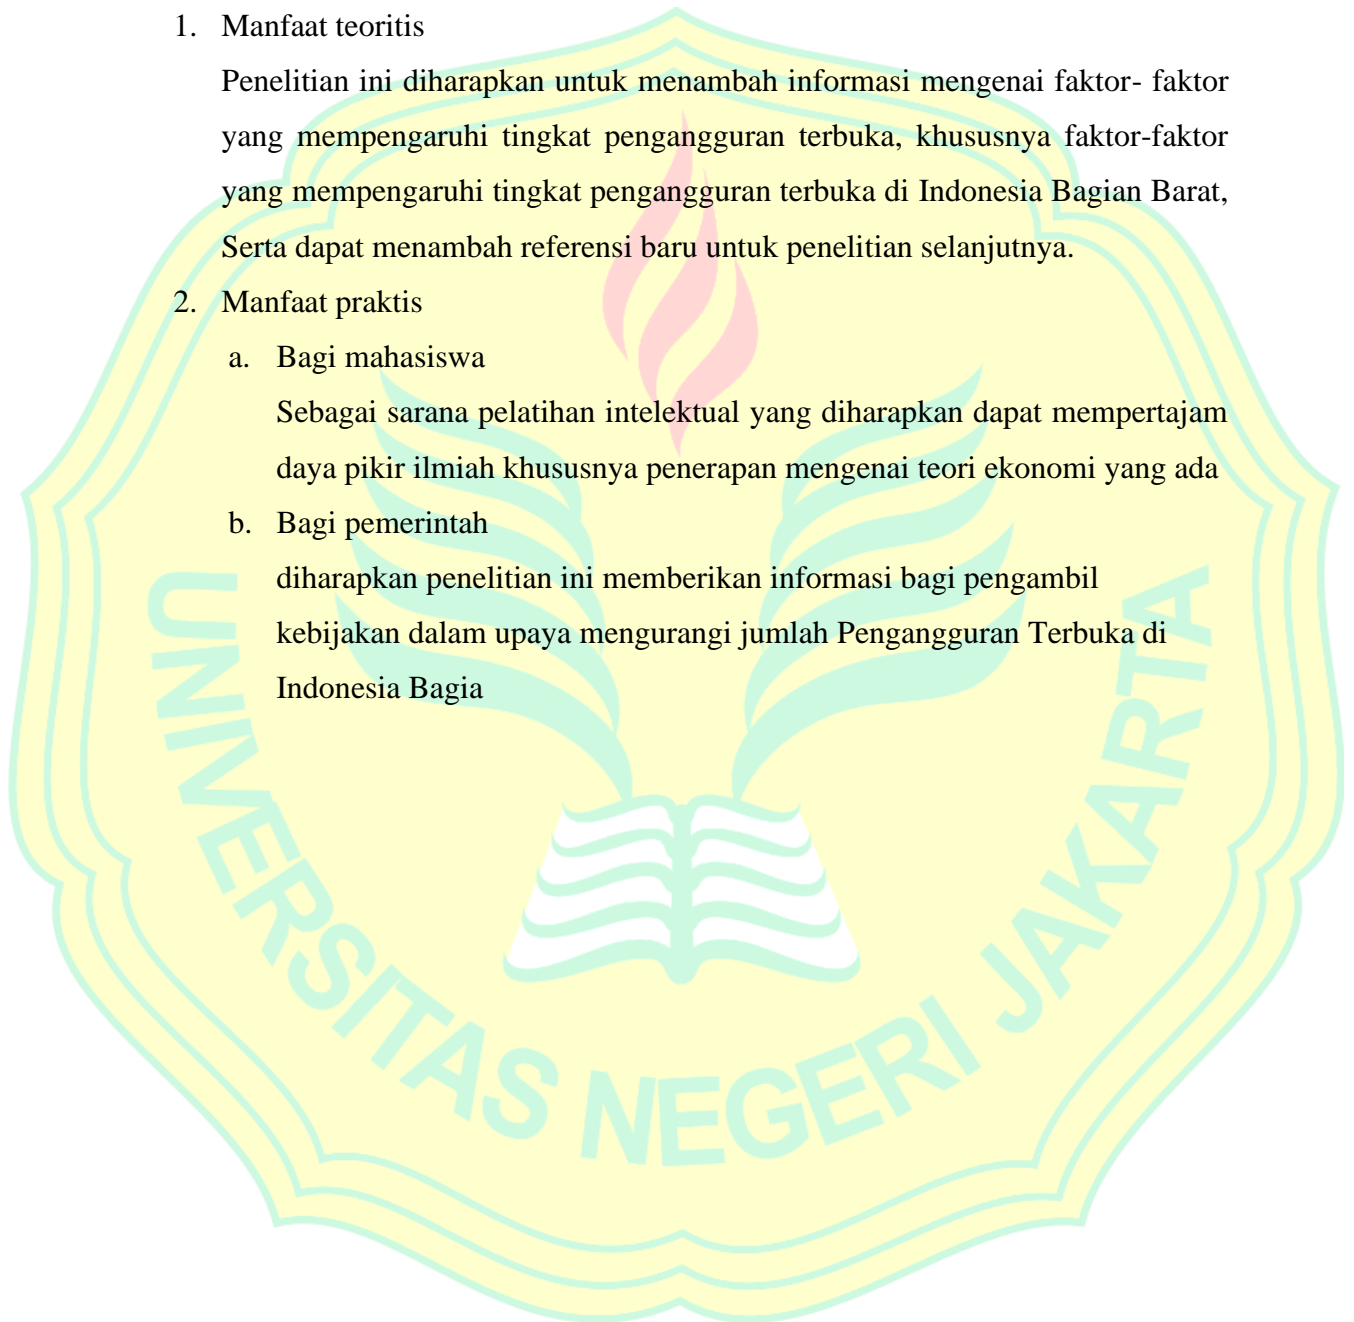 1. Manfaat teoritis
Penelitian ini diharapkan untuk menambah informasi mengenai faktor- faktor
yang mempengaruhi tingkat pengangguran terbuka, khususnya faktor-faktor
yang mempengaruhi tingkat pengangguran terbuka di Indonesia Bagian Barat,
Serta dapat menambah referensi baru untuk penelitian selanjutnya.
2. Manfaat praktis
a. Bagi mahasiswa
Sebagai sarana pelatihan intelektual yang diharapkan dapat mempertajam
daya pikir ilmiah khususnya penerapan mengenai teori ekonomi yang ada
b. Bagi pemerintah
diharapkan penelitian ini memberikan informasi bagi pengambil
kebijakan dalam upaya mengurangi jumlah Pengangguran Terbuka di
Indonesia Bagia
UNIVERSITAS NEGERI JAKARTA